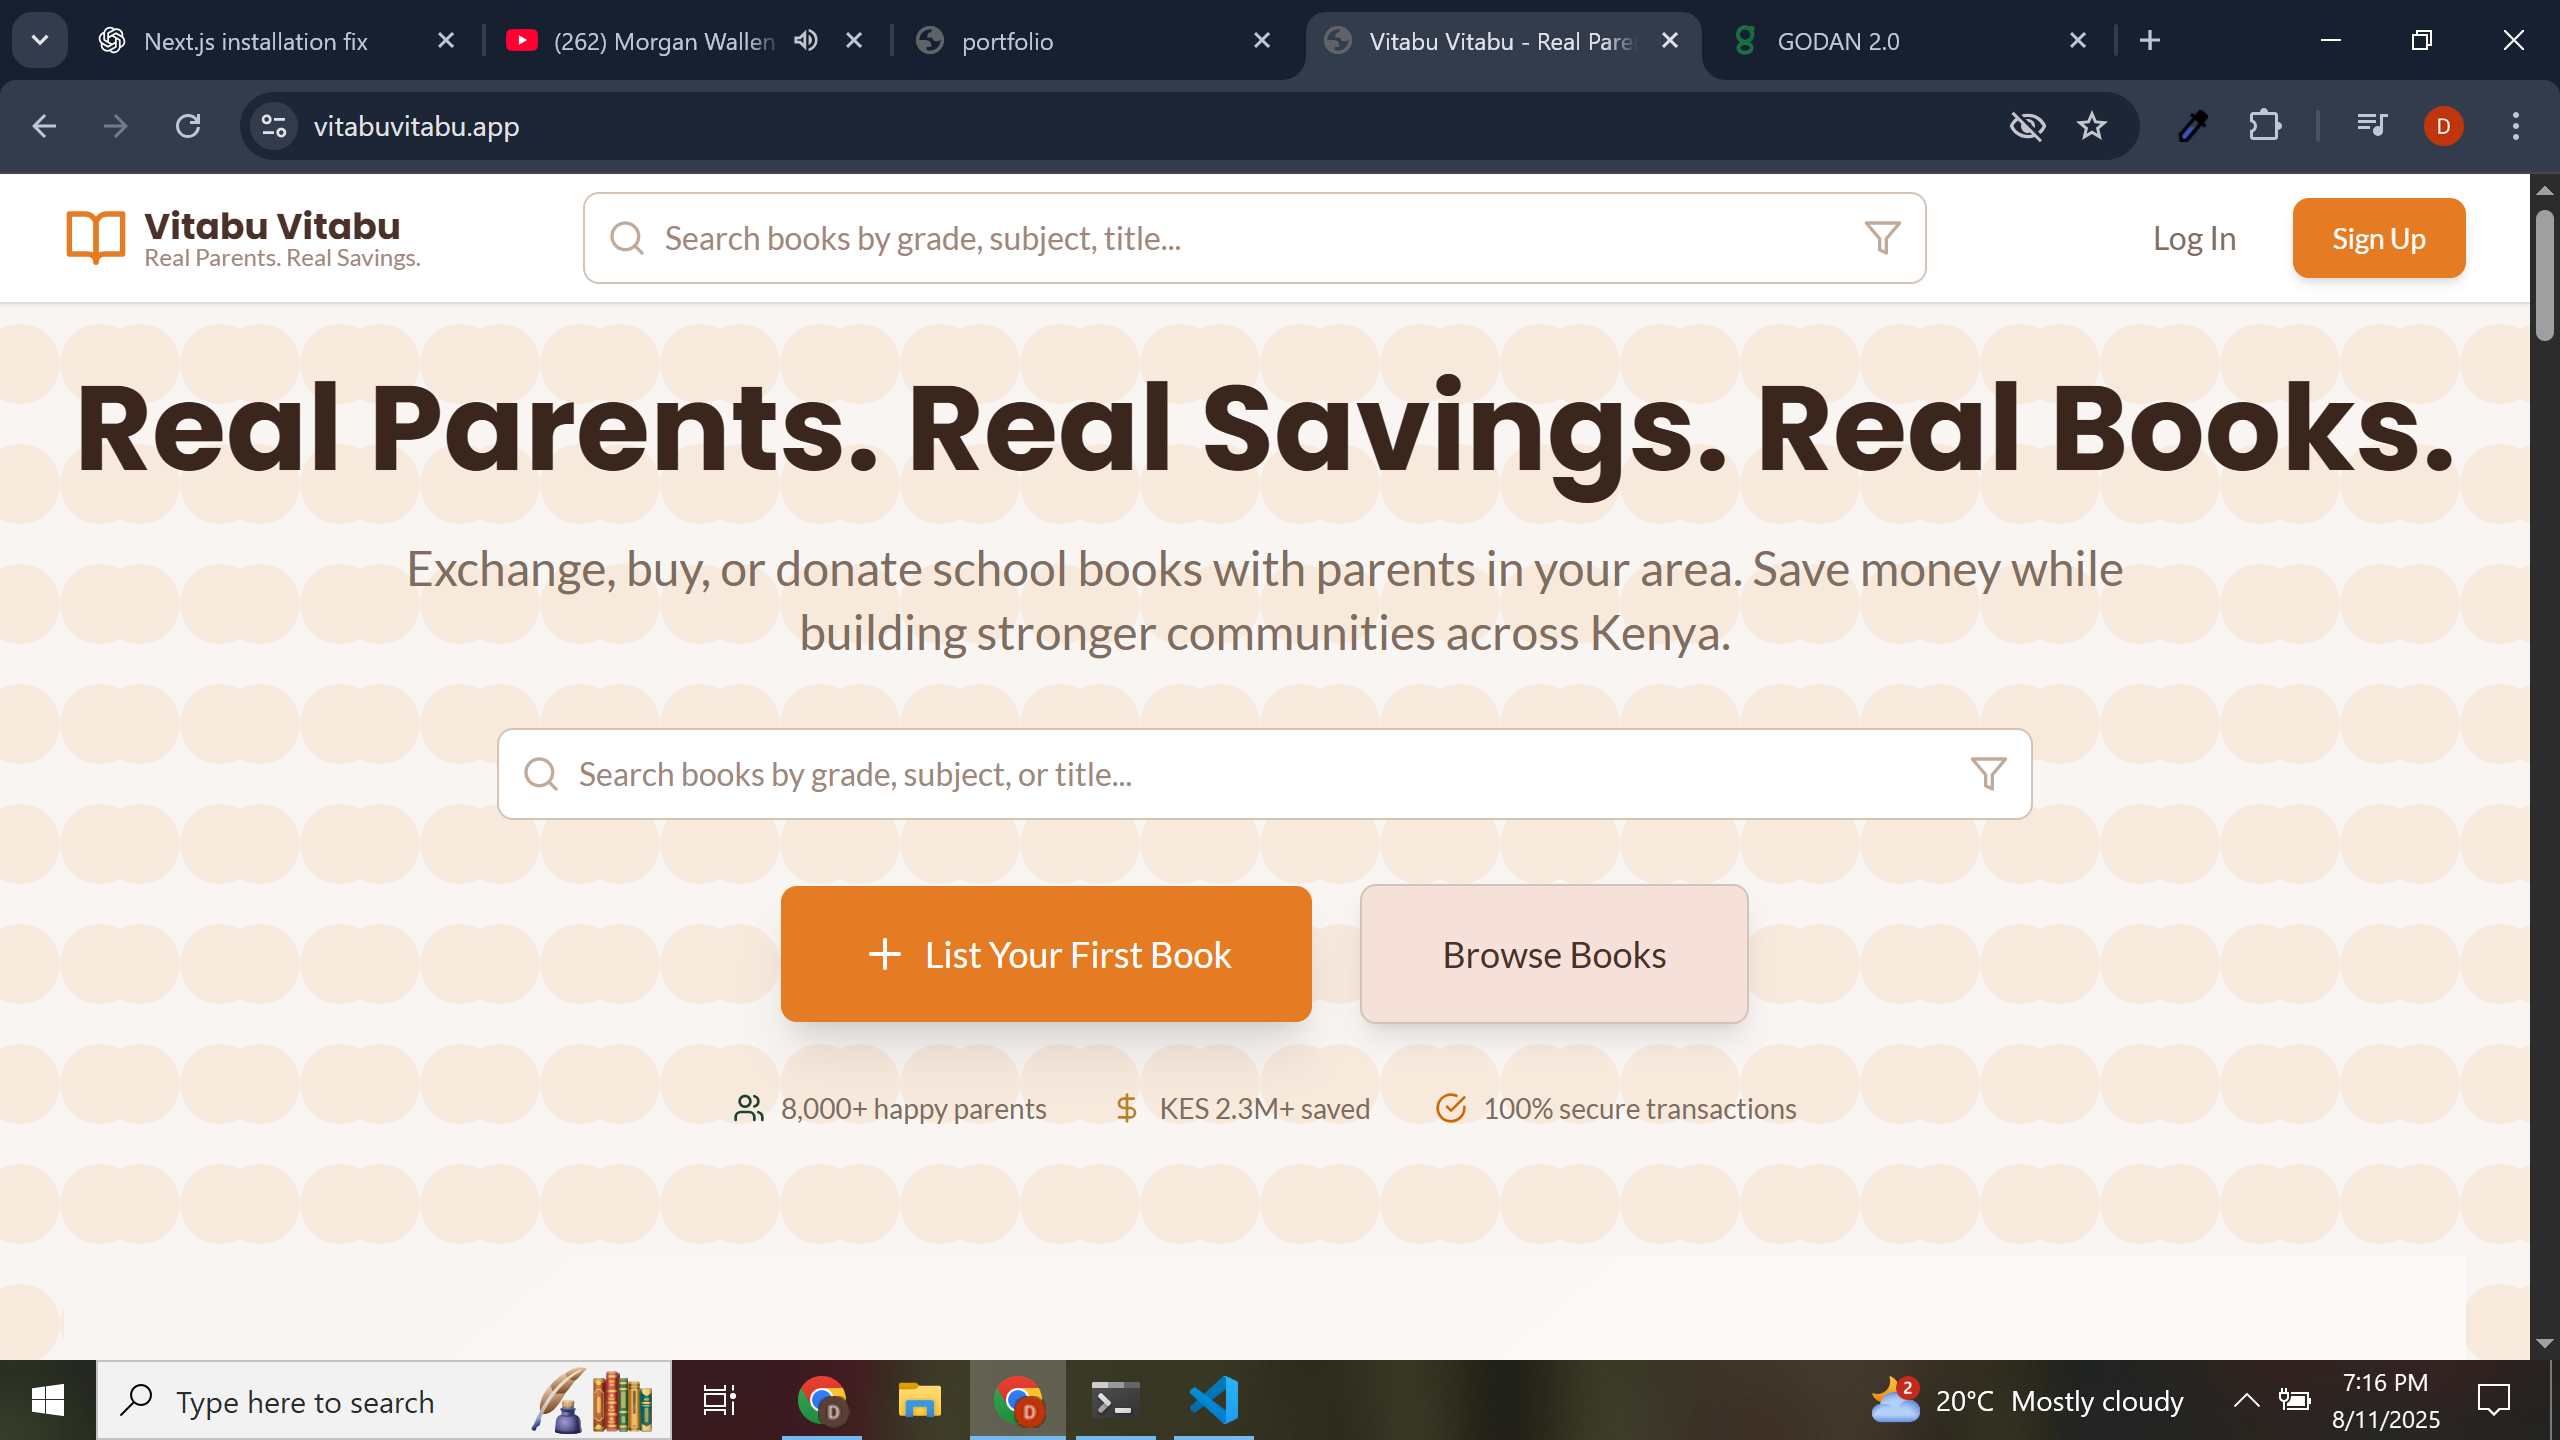 Next.js installation fix
(262) Morgan Wallen
portfolio
Vitabu Vitabu - Real Pare
GODAN 2.0
vitabuvitabu.app
D
Vitabu Vitabu
Real Parents. Real Savings.
Search books by grade, subject, title...
Log In
Sign Up
Real Parents. Real Savings. Real Books.
Exchange, buy, or donate school books with parents in your area. Save money while
building stronger communities across Kenya.
Search books by grade, subject, or title...
List Your First Book
Browse Books
8,000+ happy parents
KES 2.3M+ saved
100% secure transactions
Type here to search
D
D
2
20°C Mostly cloudy
7:16 PM
8/11/2025